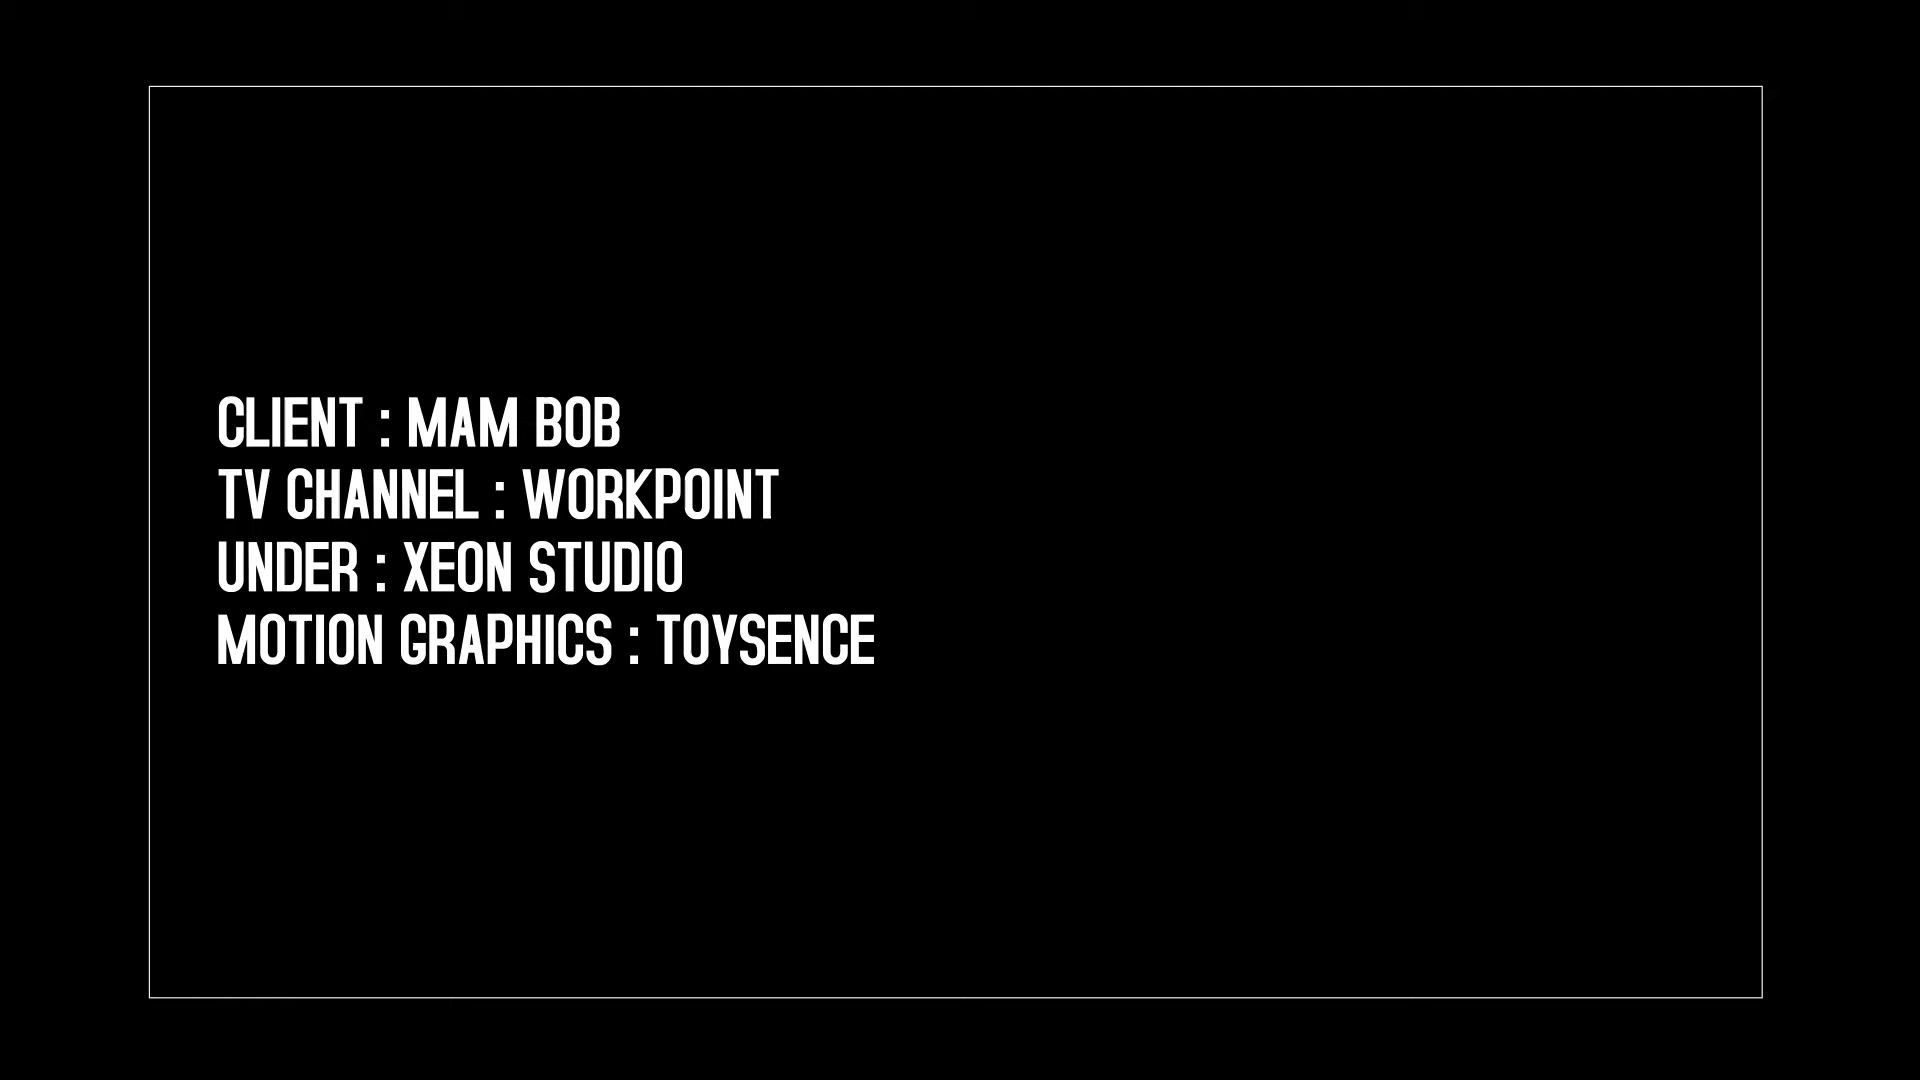 CLIENT : MAM BOB
TV CHANNEL : WORKPOINT
UNDER : XEON STUDIO
MOTION GRAPHICS : TOYSENCE